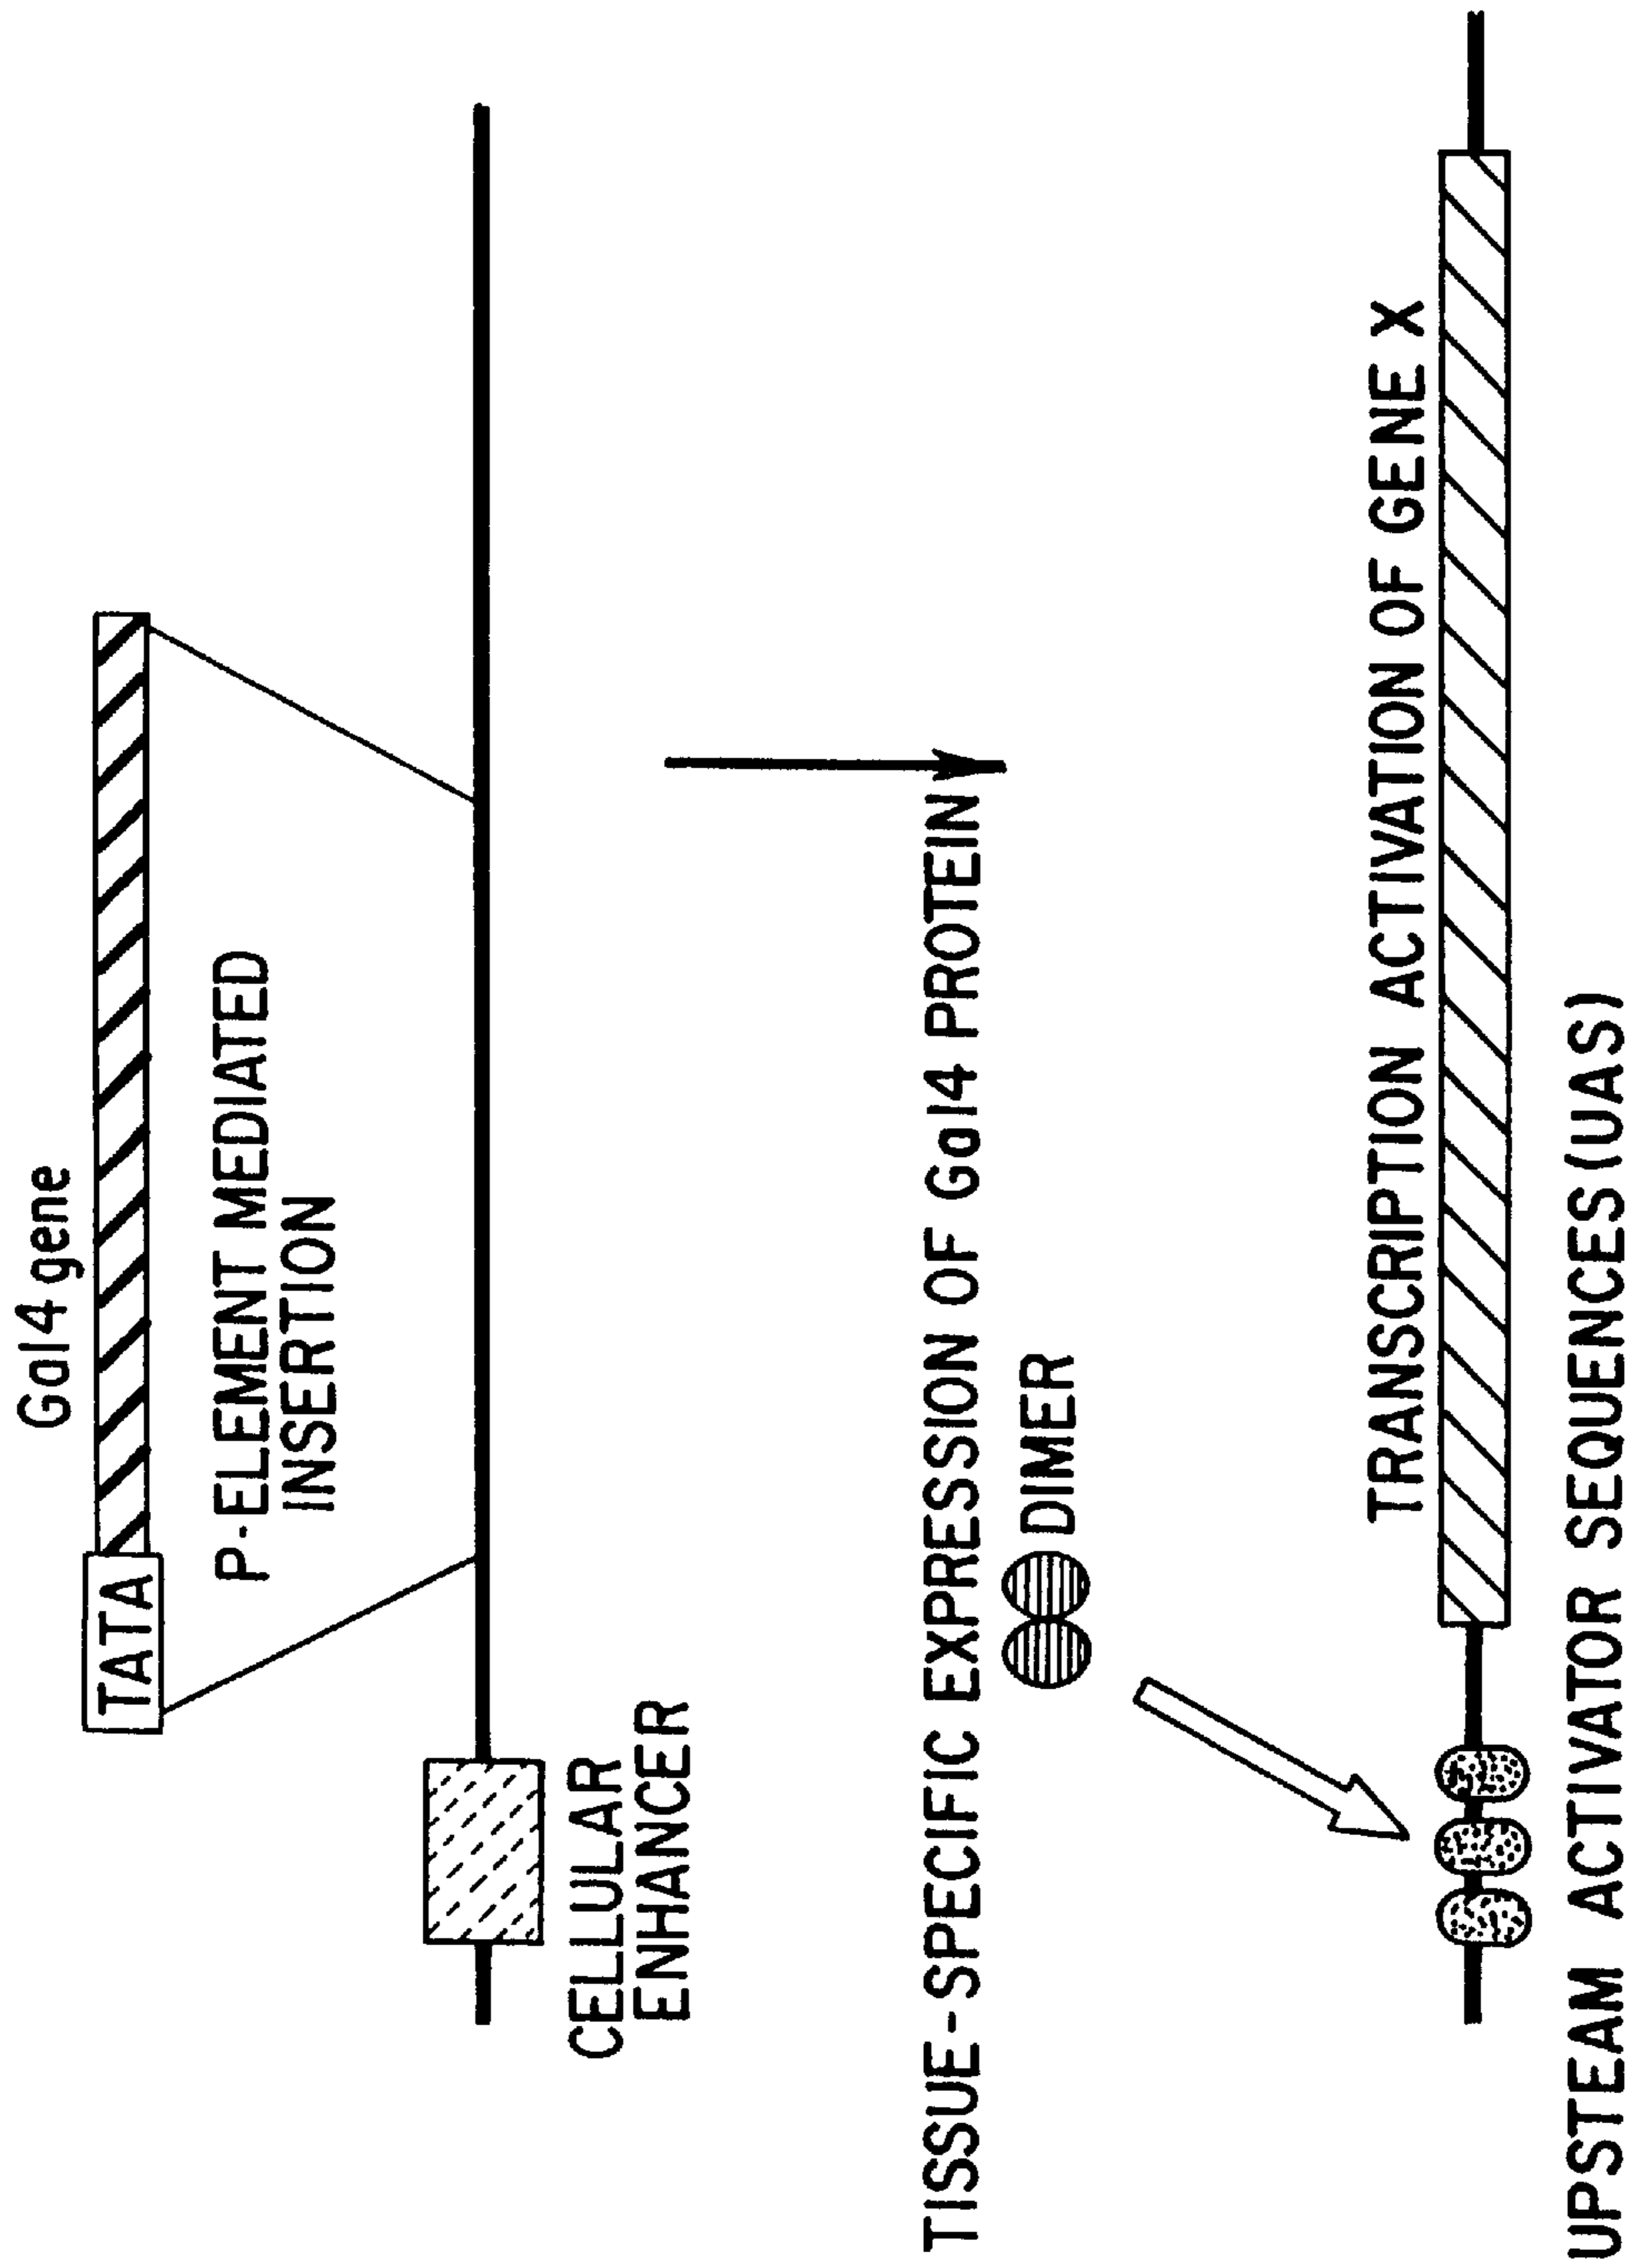 Gal4 gene
TATA
P-ELEMENT MEDIATED
INSERTION
CELLULAR
ENHANCER
TISSUE-SPECIFIC EXPRESSION OF Gal4 PROTEIN
DIMER
TRANSCRIPTION ACTIVATION OF GENE X
UPSTEAM ACTIVATOR SEQUENCES (UAS)